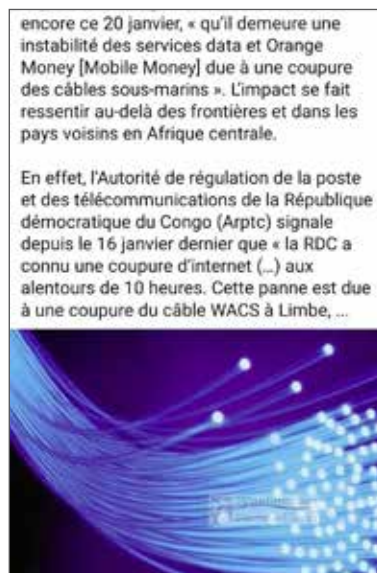 encore ce 20 janvier, « qu'il demeure une
instabilité des services data et Orange
Money [Mobile Money] due à une coupure
des câbles sous-marins ». L'impact se fait
ressentir au-delà des frontières et dans les
pays voisins en Afrique centrale.
En effet, l'Autorité de régulation de la poste
et des télécommunications de la République
démocratique du Congo (Arptc) signale
depuis le 16 janvier dernier que « la RDC a
connu une coupure d'internet (…) aux
alentours de 10 heures. Cette panne est due
à une coupure du câble WACS à Limbe, ...